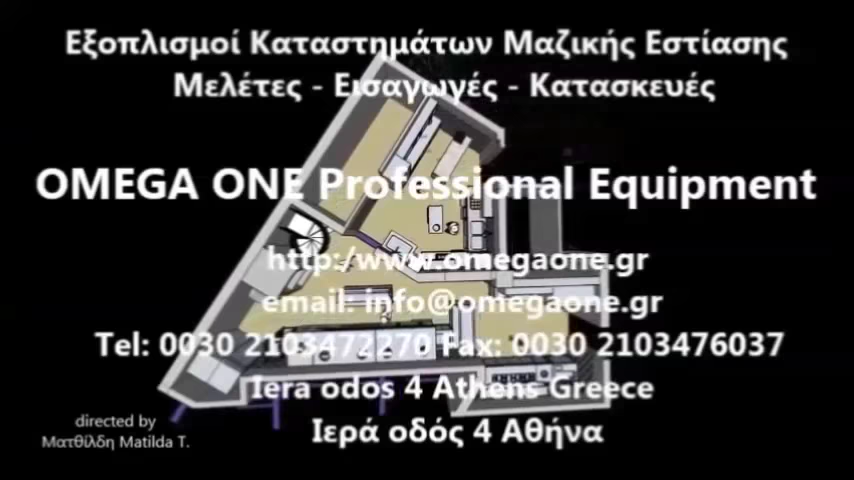 Εξοπλισμοί Καταστημάτων Μαζικής Εστίασης
Μελέτες - Εισαγωγές - Κατασκευές
OMEGA ONE Professional Equipment
http:/www.omegaone.gr
email: info@omegaone.gr
Tel: 0030 2103472270 Fax: 0030 2103476037
Iera odos 4 Athens Greece
Ιερά οδός 4 Αθήνα
directed by
Ματθίλδη Matilda T.